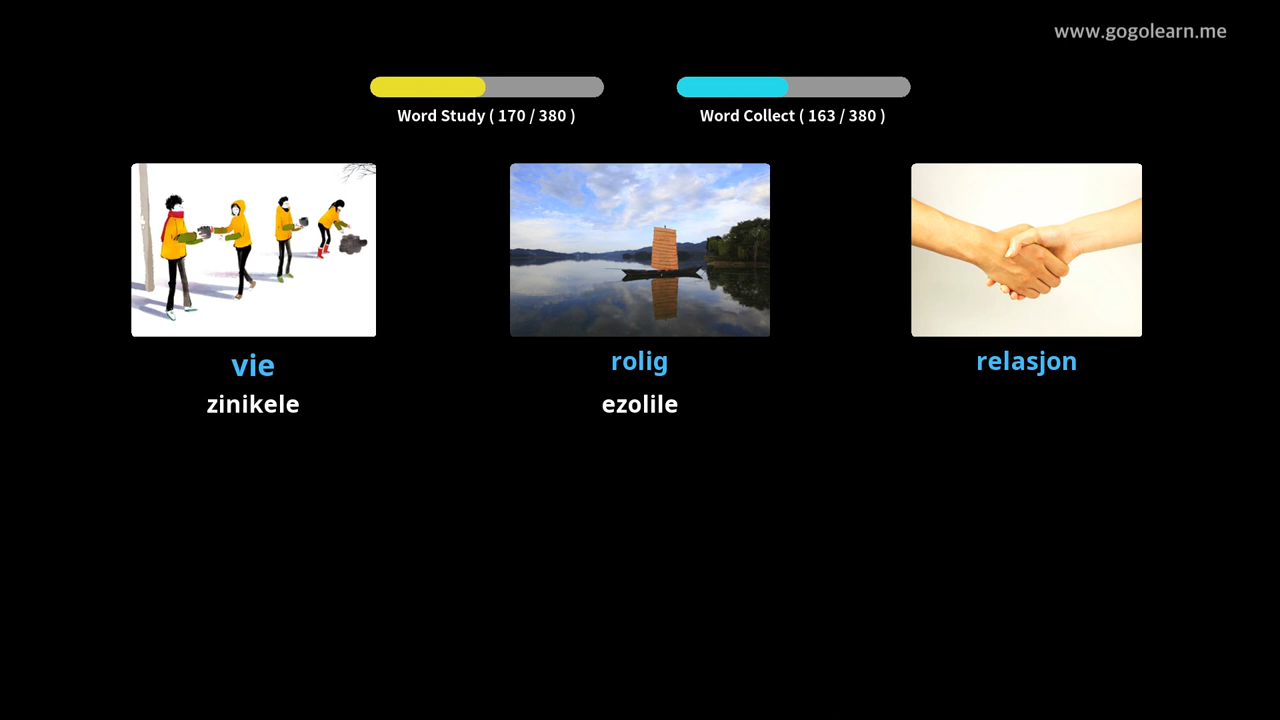 www.gogolearn.me
Word Study ( 170 / 380 )
Word Collect ( 163 / 380 )
vie
rolig
relasjon
zinikele
ezolile